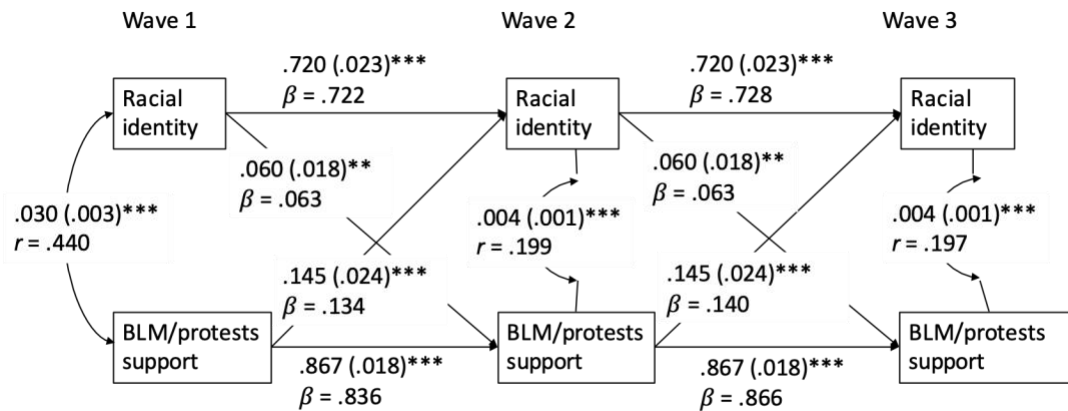 Wave 1
Wave 2
Wave 3
.720 (.023)***
β = .722
.720 (.023)***
β = .728
Racial
identity
Racial
identity
Racial
identity
.060 (.018)**
β = .063
.060 (.018)**
β = .063
.030 (.003)***
r = .440
.004 (.001)***
r = .199
.004 (.001)***
r = .197
.145 (.024)***
β = .134
.145 (.024)***
β = .140
BLM/protests
support
BLM/protests
support
BLM/protests
support
.867 (.018)***
β = .836
.867 (.018)***
β = .866